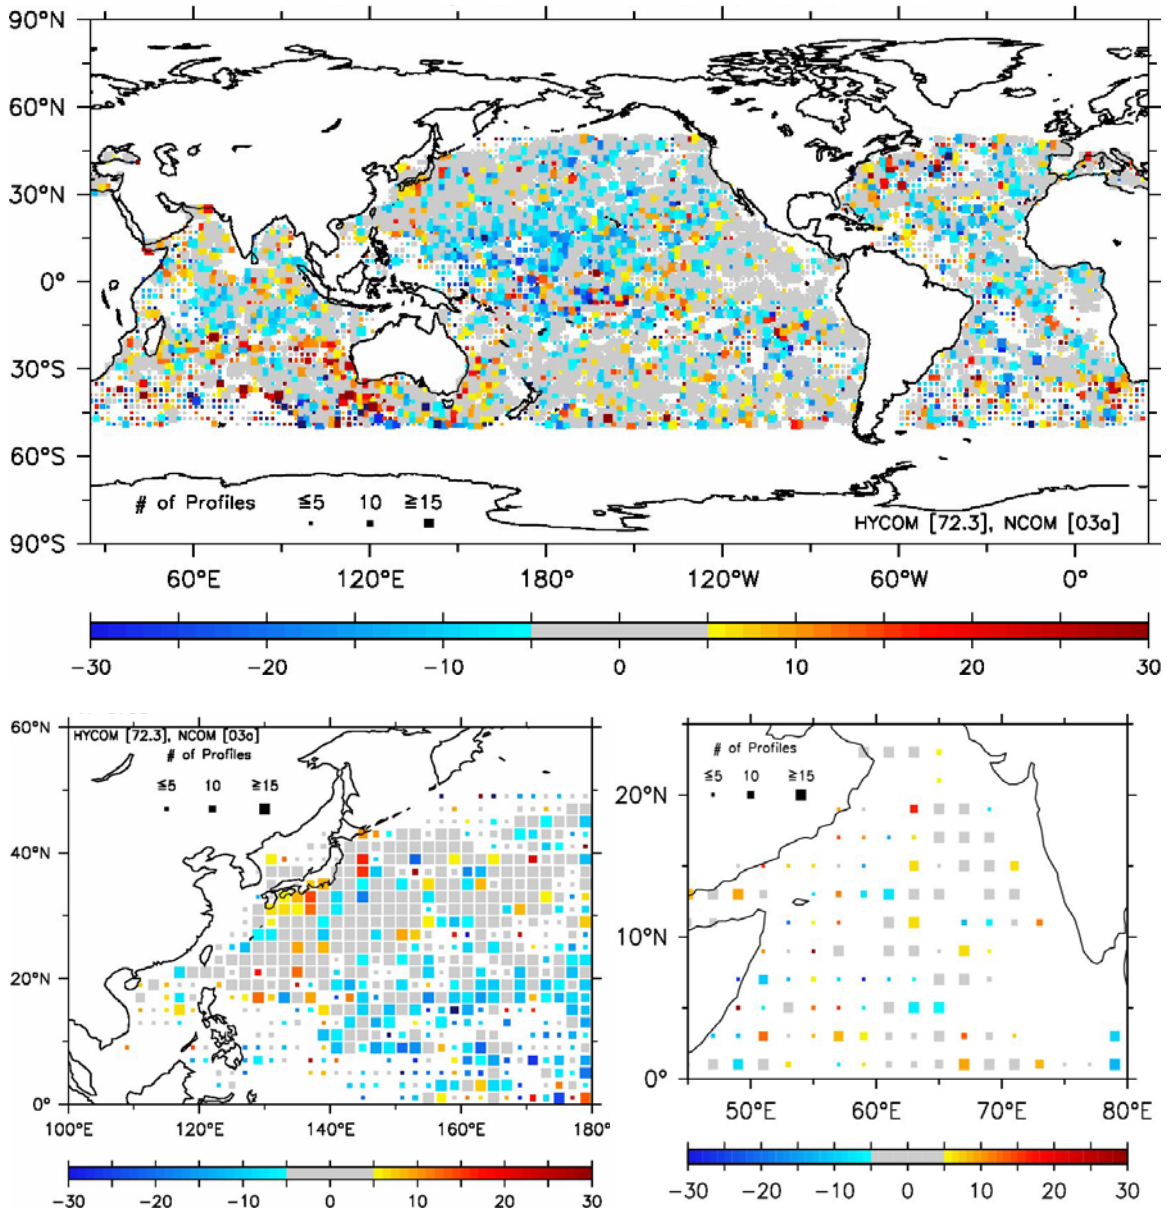 90°N
60°N
30°N
0°
30°S
60°S
90°S
# of Profiles ≦5 10 ≧15
HYCOM [72.3], NCOM [03a]
60°E 120°E 180° 120°W 60°W 0°
−30 −20 −10 0 10 20 30
60°N
40°N
20°N
0°
HYCOM [72.3], NCOM [03a]
# of Profiles
≦5 10 ≧15
100°E 120°E 140°E 160°E 180°
−30 −20 −10 0 10 20 30
# of Profiles
≦5 10 ≧15
20°N
10°N
0°
50°E 60°E 70°E 80°E
−30 −20 −10 0 10 20 30